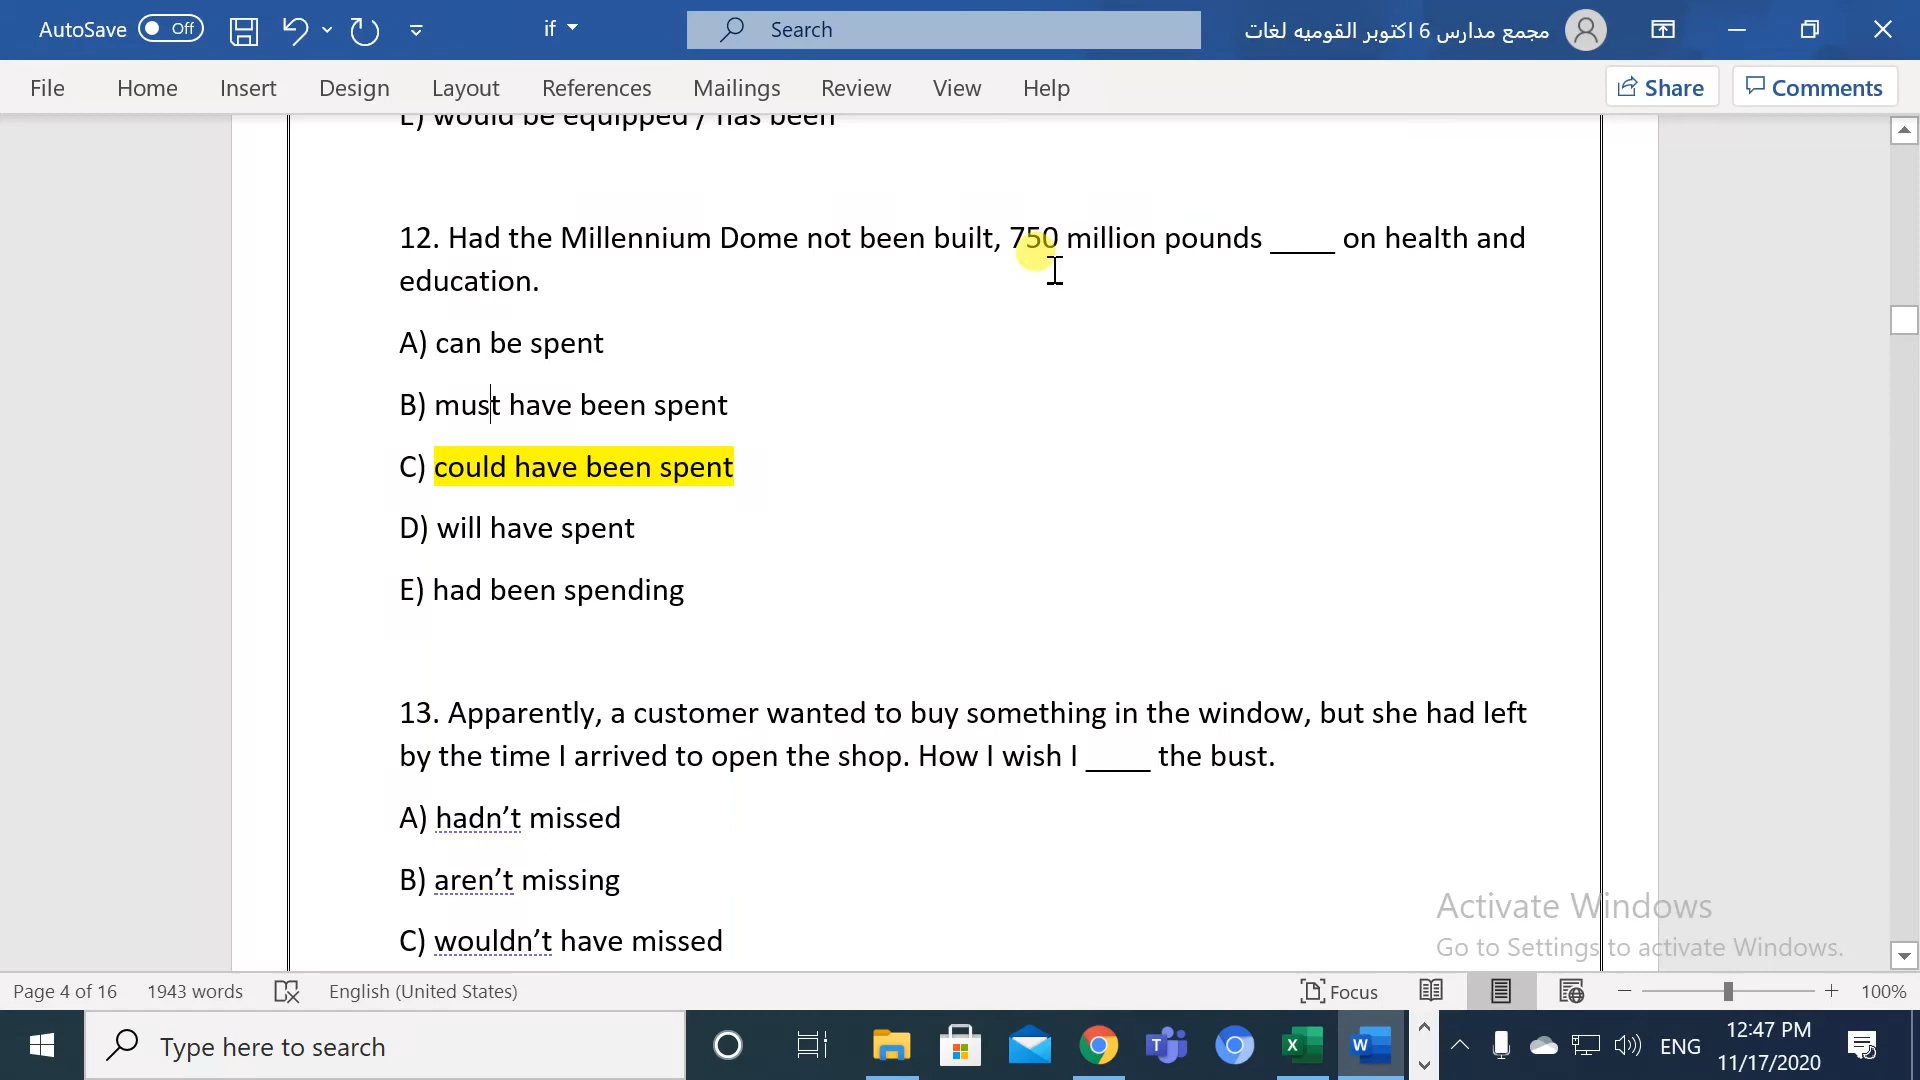 AutoSave Off
if
Search
مجمع مدارس 6 اكتوبر القوميه لغات
File Home Insert Design Layout References Mailings Review View Help
Share Comments
E) would be equipped / has been
12. Had the Millennium Dome not been built, 750 million pounds ____ on health and
education.
A) can be spent
B) must have been spent
C) could have been spent
D) will have spent
E) had been spending
13. Apparently, a customer wanted to buy something in the window, but she had left
by the time I arrived to open the shop. How I wish I ____ the bust.
A) hadn’t missed
B) aren’t missing
C) wouldn’t have missed
Activate Windows
Go to Settings to activate Windows.
Page 4 of 16 1943 words English (United States) Focus 100%
Type here to search
ENG
12:47 PM
11/17/2020